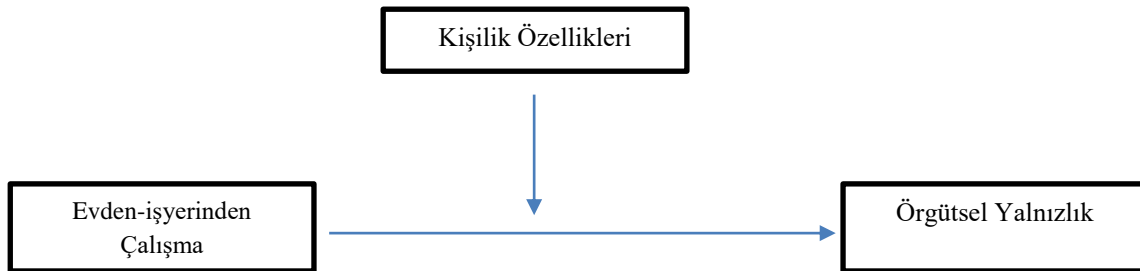 Kişilik Özellikleri
Evden-işyerinden
Çalışma
Örgütsel Yalnızlık